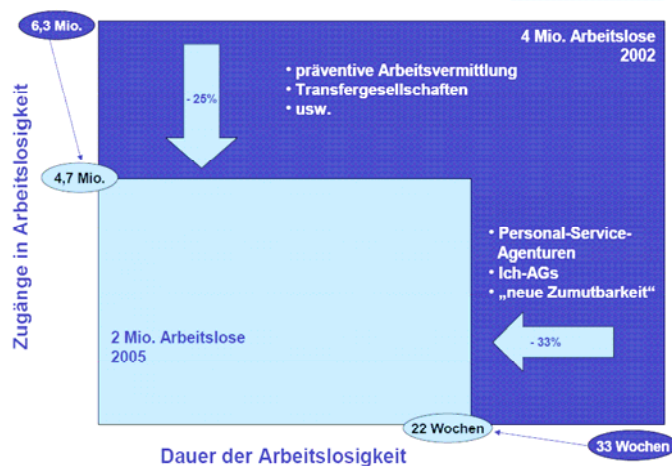 6,3 Mio.
4 Mio. Arbeitslose
2002
- 25%
• präventive Arbeitsvermittlung
• Transfergesellschaften
• usw.
4,7 Mio.
Zugänge in Arbeitslosigkeit
• Personal-Service-
Agenturen
• Ich-AGs
• „neue Zumutbarkeit“
2 Mio. Arbeitslose
2005
- 33%
22 Wochen
33 Wochen
Dauer der Arbeitslosigkeit